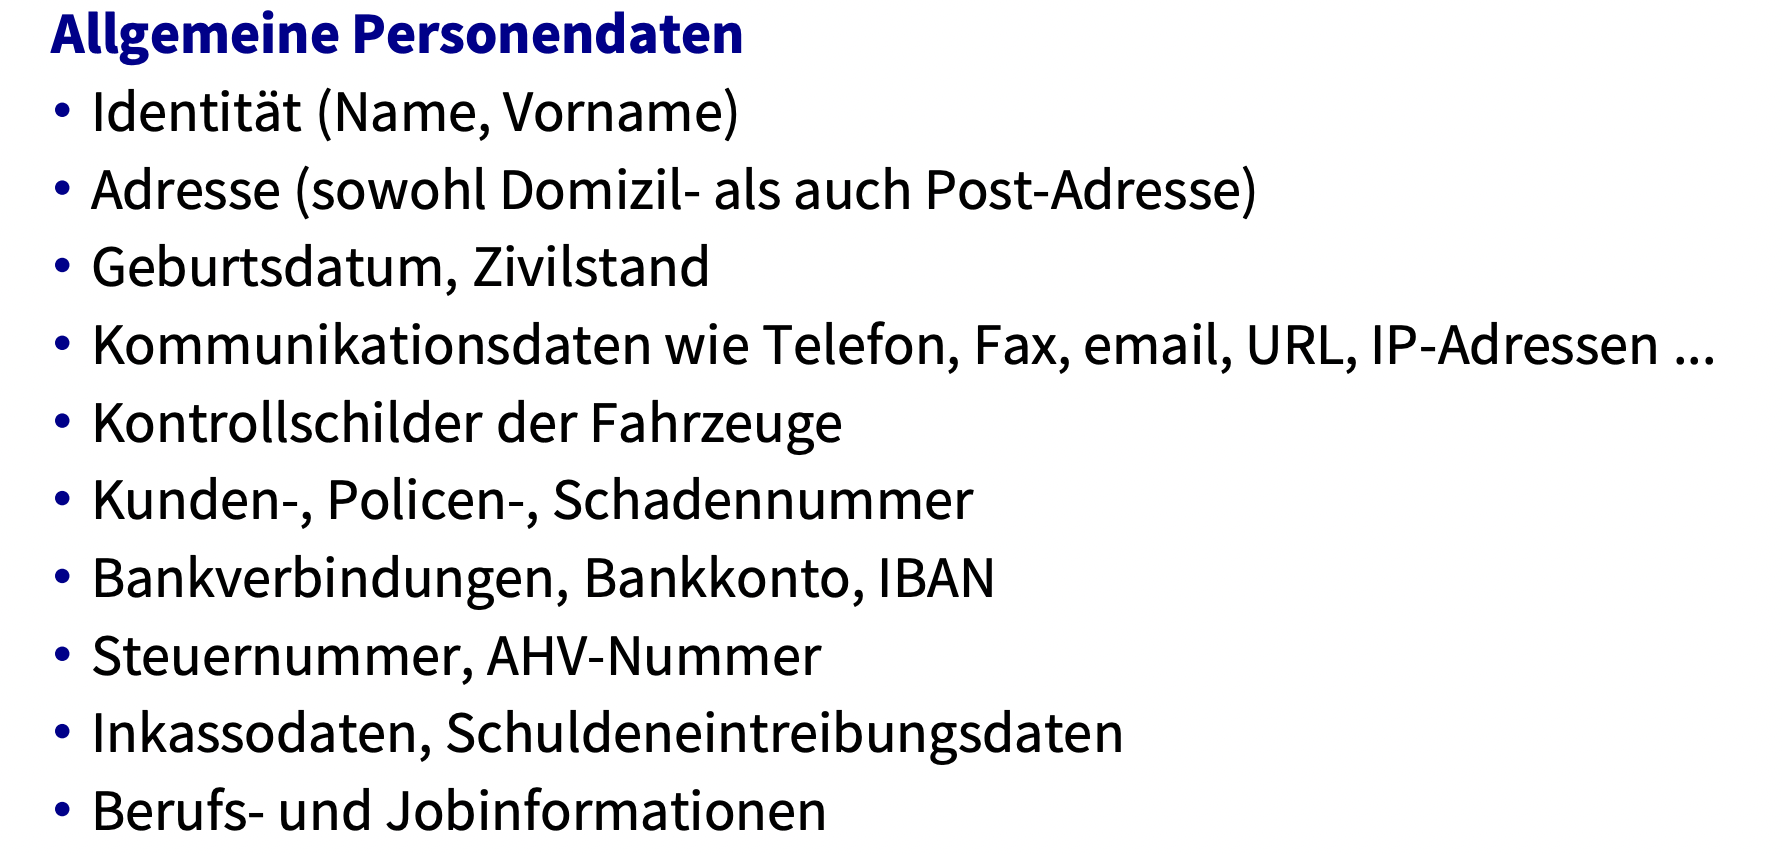 Allgemeine Personendaten
• Identität (Name, Vorname)
• Adresse (sowohl Domizil- als auch Post-Adresse)
• Geburtsdatum, Zivilstand
• Kommunikationsdaten wie Telefon, Fax, email, URL, IP-Adressen ...
• Kontrollschilder der Fahrzeuge
• Kunden-, Policen-, Schadennummer
• Bankverbindungen, Bankkonto, IBAN
• Steuernummer, AHV-Nummer
• Inkassodaten, Schuldeneintreibungsdaten
• Berufs- und Jobinformationen